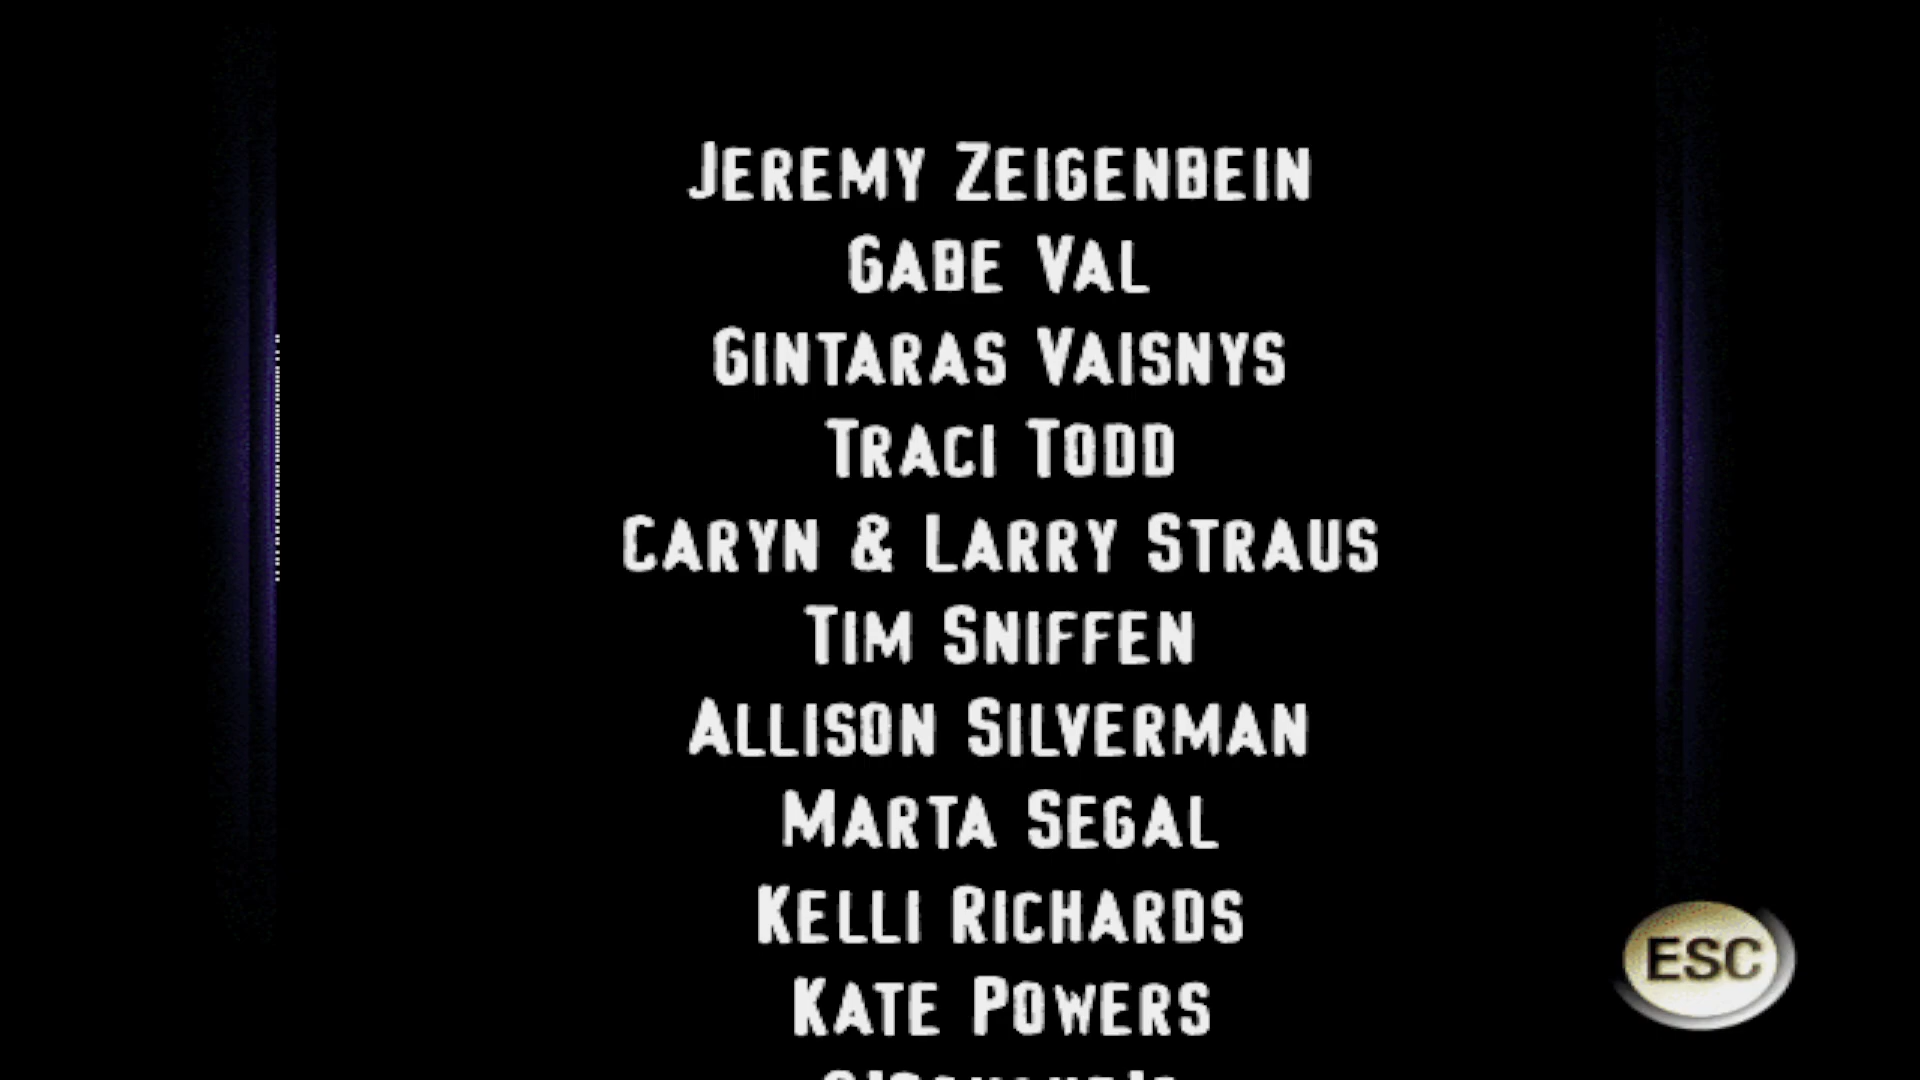 Jeremy Zeigenbein
Gabe Val
Gintaras Vaisnys
Traci Todd
Caryn & Larry Straus
Tim Sniffen
Allison Silverman
Marta Segal
Kelli Richards
Kate Powers
ESC